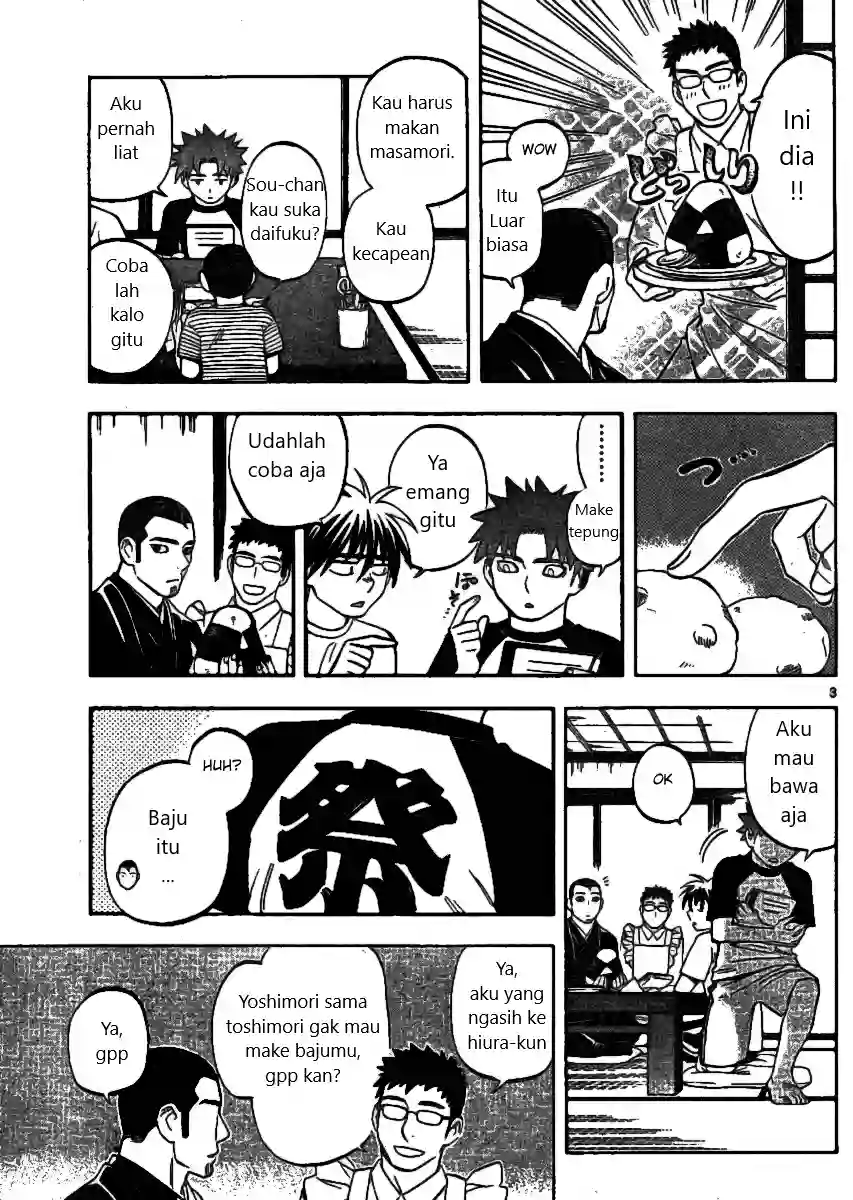 Ini
dia
!!
WOW
Itu
Luar
biasa
Kau harus
makan
masamori.
Kau
kecapean
Sou-chan
kau suka
daifuku?
Aku
pernah
liat
Coba
lah
kalo
gitu
つ
.........
Make
tepung
Ya
emang
gitu
Udahlah
coba aja
3
Aku
mau
bawa
aja
OK
HUH?
Baju
itu
...
祭
Ya,
aku yang
ngasih ke
hiura-kun
Yoshimori sama
toshimori gak mau
make bajumu,
gpp kan?
Ya,
gpp